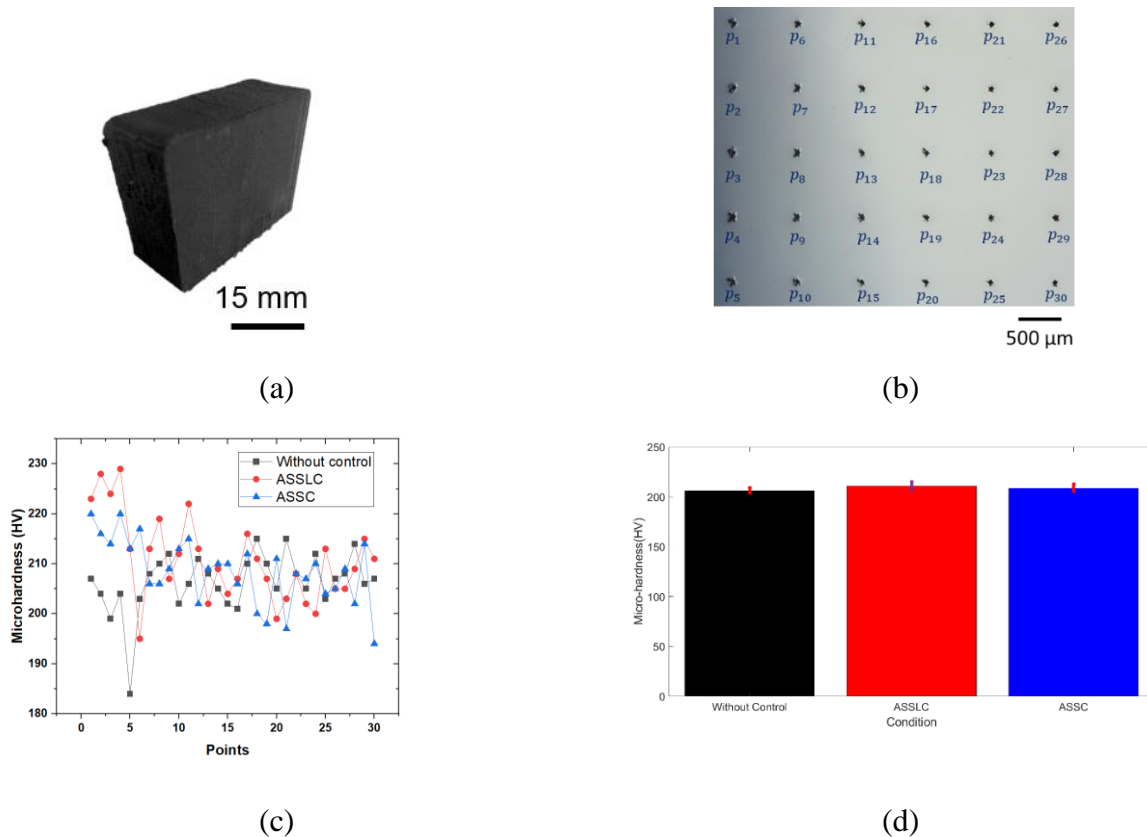 15 mm
(a)
p₁ p₆ p₁₁ p₁₆ p₂₁ p₂₆
p₂ p₇ p₁₂ p₁₇ p₂₂ p₂₇
p₃ p₈ p₁₃ p₁₈ p₂₃ p₂₈
p₄ p₉ p₁₄ p₁₉ p₂₄ p₂₉
p₅ p₁₀ p₁₅ p₂₀ p₂₅ p₃₀
500 µm
(b)
Microhardness (HV)
230
220
210
200
190
180
Without control
ASSLC
ASSC
0 5 10 15 20 25 30
Points
(c)
Micro-hardness(HV)
250
200
150
100
50
0
Without Control ASSLC ASSC
Condition
(d)